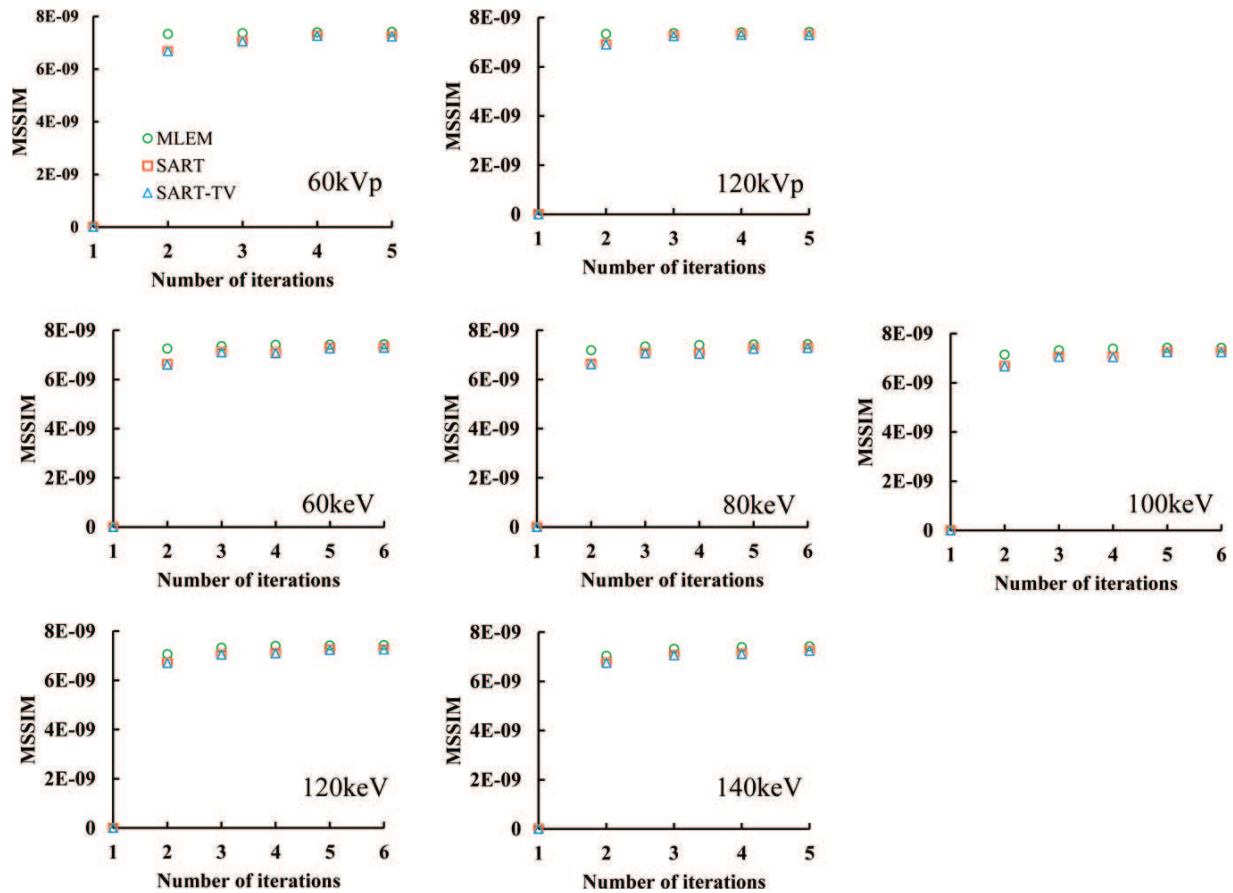 8E-09
6E-09
4E-09
2E-09
0
MSSIM
MLEM
SART
SART-TV
60kVp
1 2 3 4 5
Number of iterations
8E-09
6E-09
4E-09
2E-09
0
MSSIM
120kVp
1 2 3 4 5
Number of iterations
8E-09
6E-09
4E-09
2E-09
0
MSSIM
60keV
1 2 3 4 5 6
Number of iterations
8E-09
6E-09
4E-09
2E-09
0
MSSIM
80keV
1 2 3 4 5 6
Number of iterations
8E-09
6E-09
4E-09
2E-09
0
MSSIM
100keV
1 2 3 4 5 6
Number of iterations
8E-09
6E-09
4E-09
2E-09
0
MSSIM
120keV
1 2 3 4 5 6
Number of iterations
8E-09
6E-09
4E-09
2E-09
0
MSSIM
140keV
1 2 3 4 5
Number of iterations